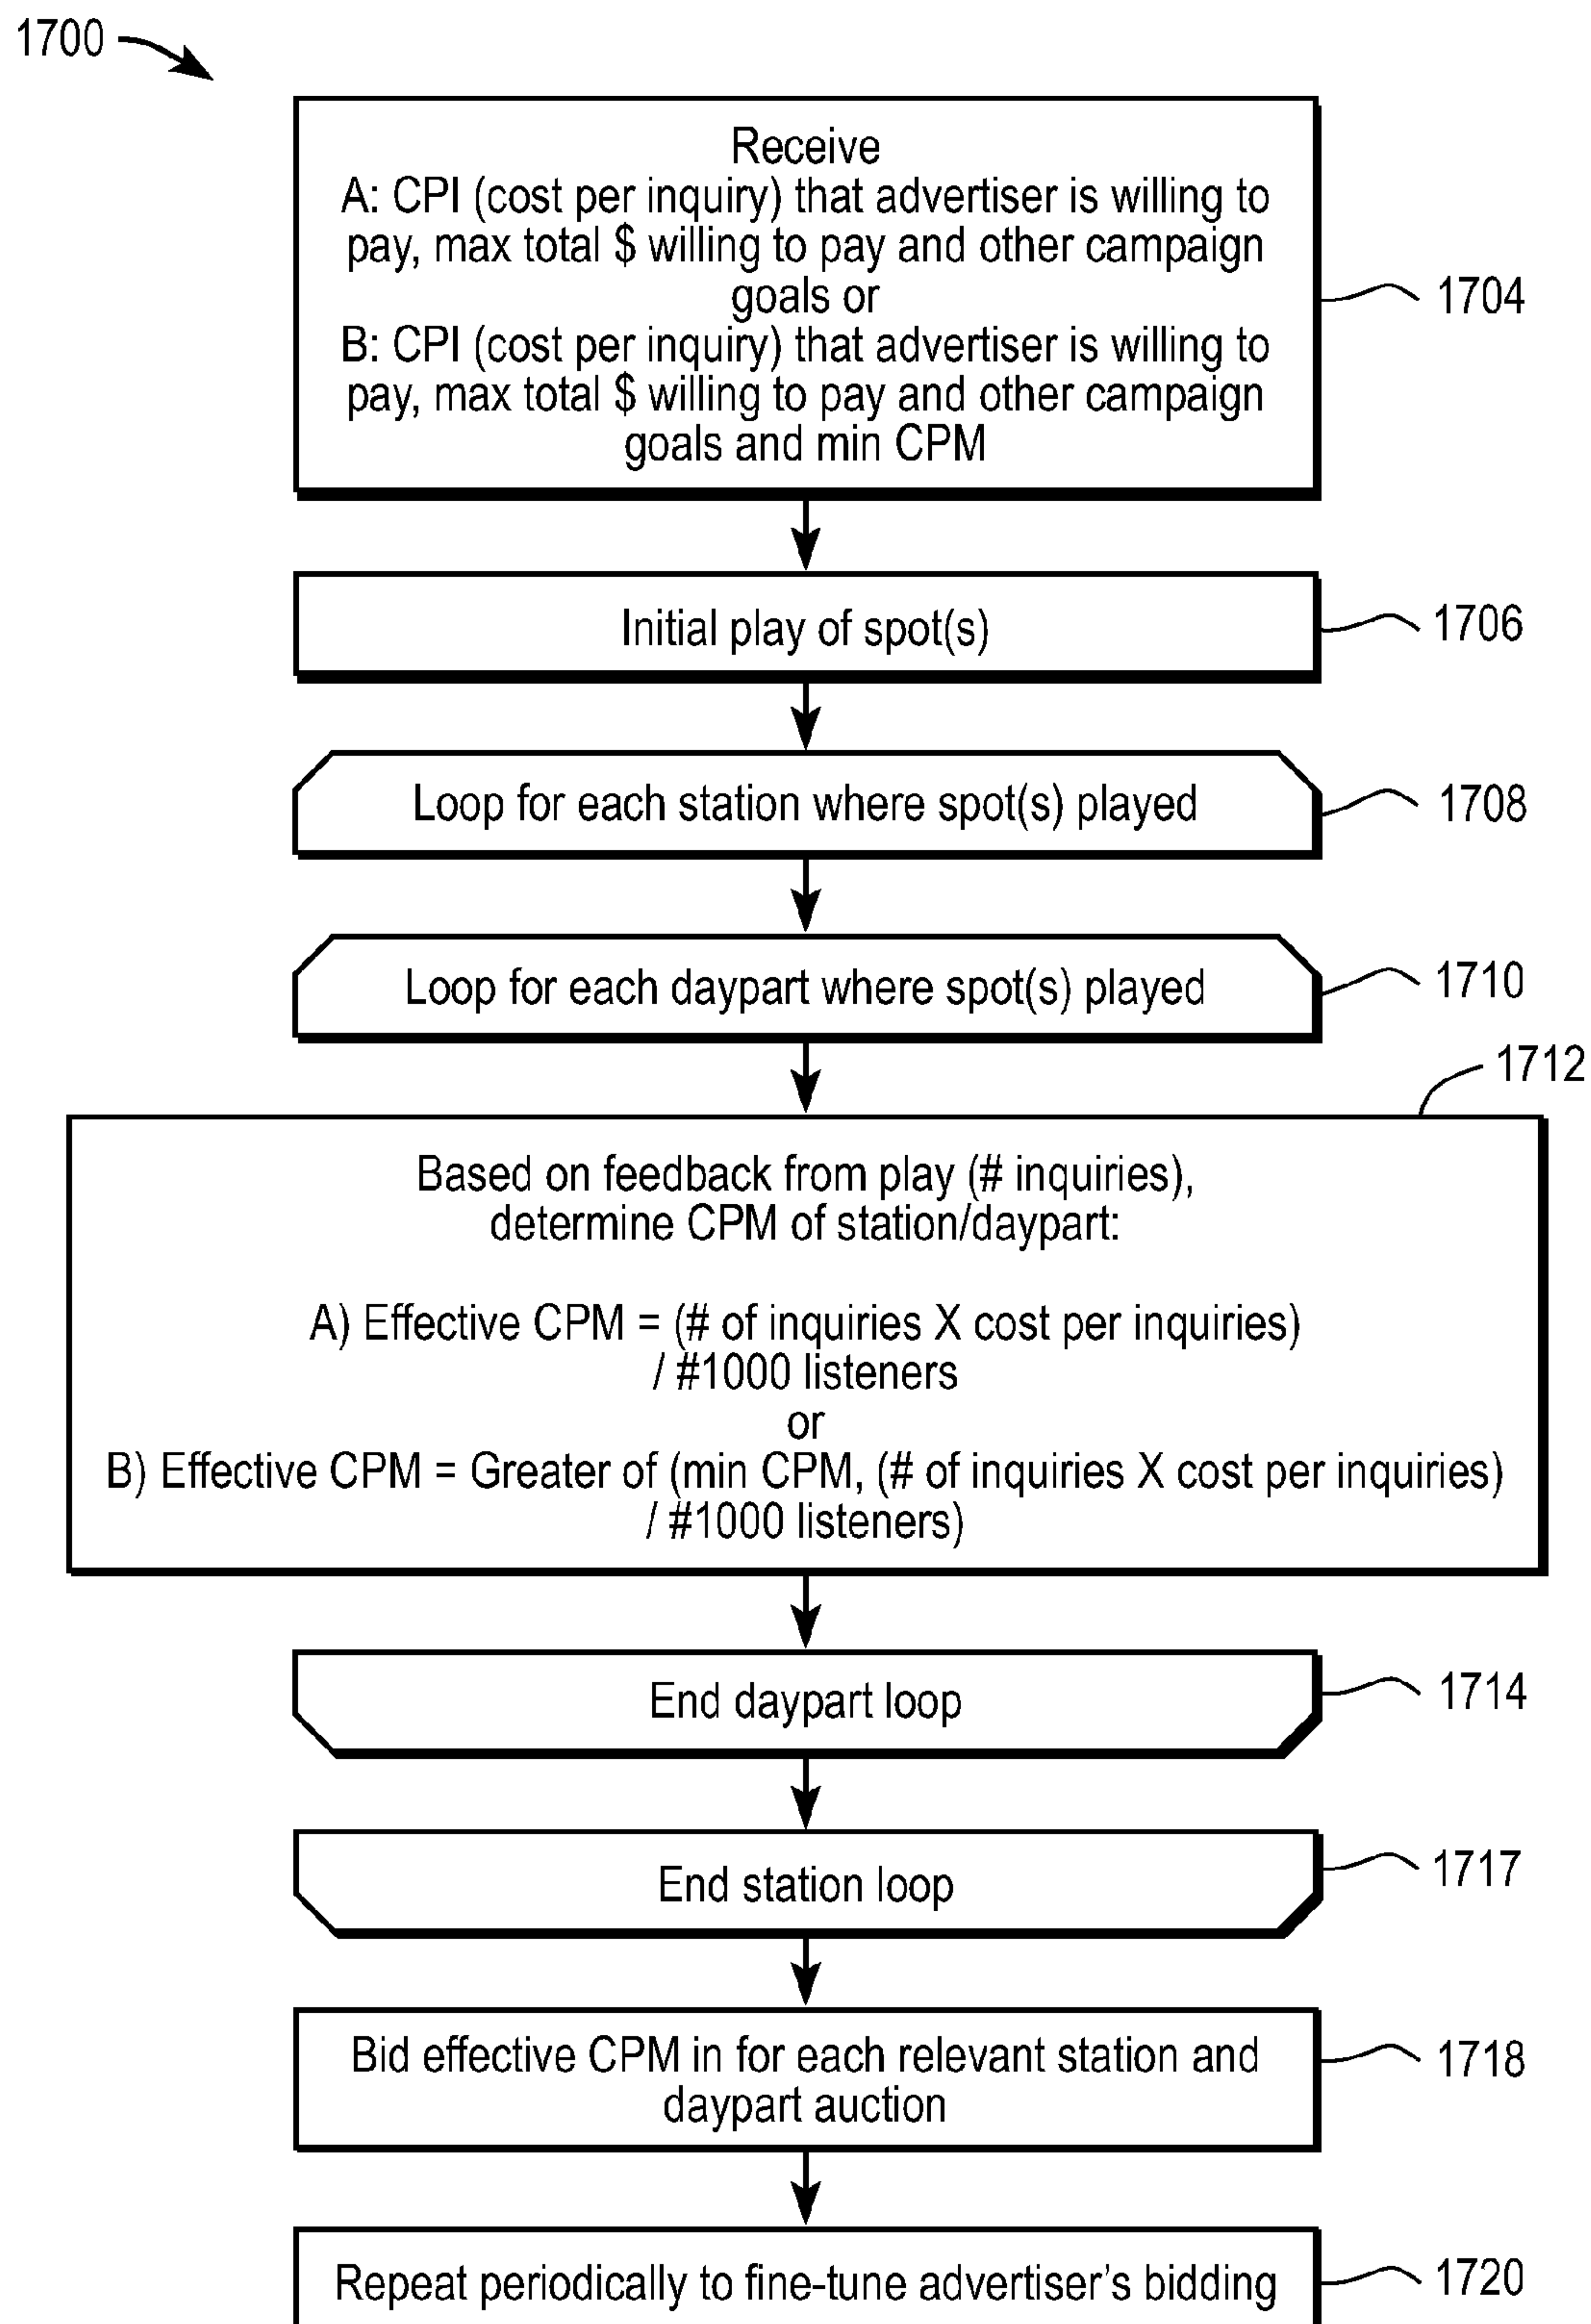 1700
Receive
A: CPI (cost per inquiry) that advertiser is willing to
pay, max total $ willing to pay and other campaign
goals or
B: CPI (cost per inquiry) that advertiser is willing to
pay, max total $ willing to pay and other campaign
goals and min CPM
1704
Initial play of spot(s)
1706
Loop for each station where spot(s) played
1708
Loop for each daypart where spot(s) played
1710
1712
Based on feedback from play (# inquiries),
determine CPM of station/daypart:
A) Effective CPM = (# of inquiries X cost per inquiries)
/ #1000 listeners
or
B) Effective CPM = Greater of (min CPM, (# of inquiries X cost per inquiries)
/ #1000 listeners)
End daypart loop
1714
End station loop
1717
Bid effective CPM in for each relevant station and
daypart auction
1718
Repeat periodically to fine-tune advertiser's bidding
1720